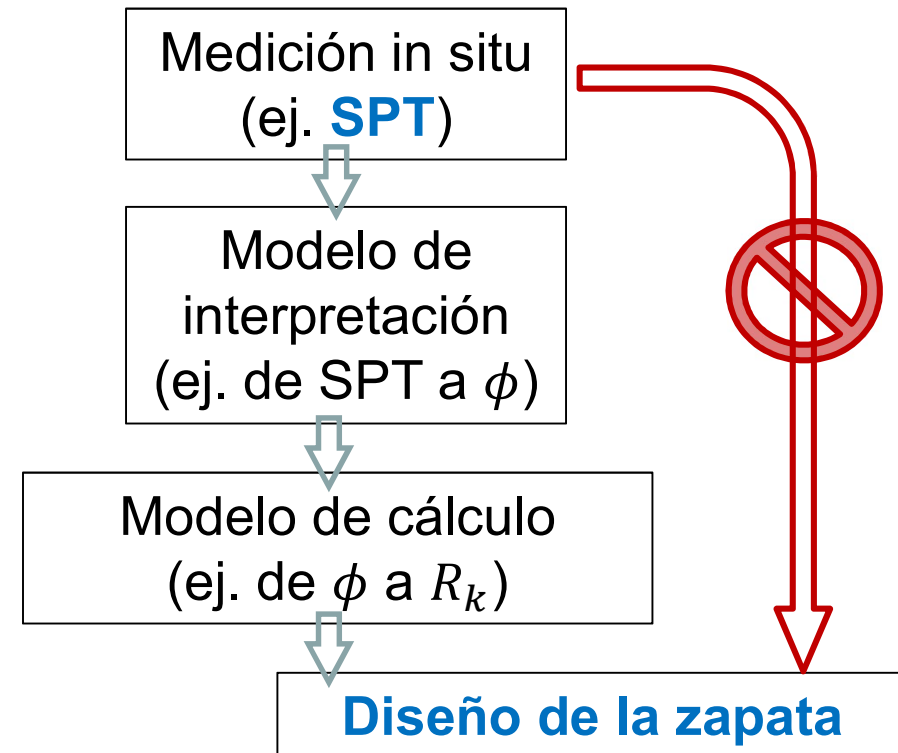 Medición in situ
(ej. SPT)
Modelo de
interpretación
(ej. de SPT a ϕ)
Modelo de cálculo
(ej. de ϕ a Rₖ)
Diseño de la zapata